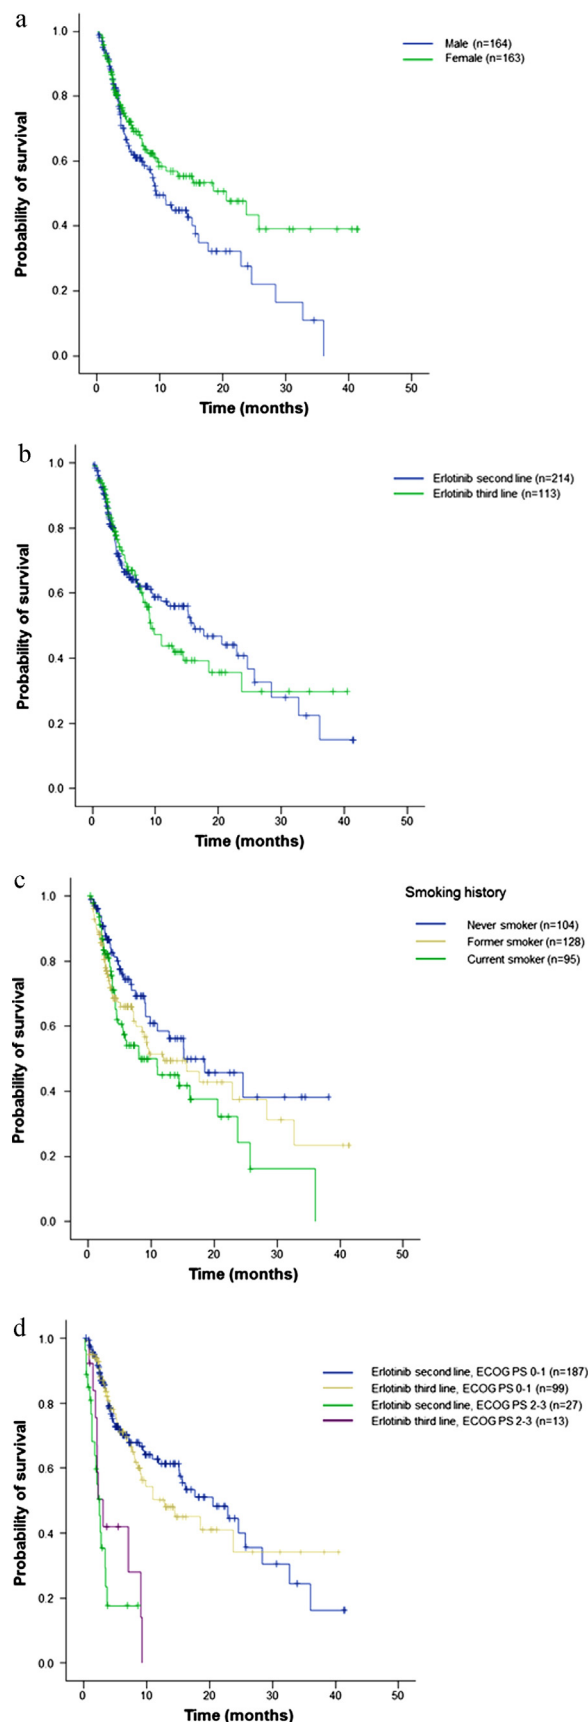 a
1.0
0.8
0.6
0.4
0.2
0.0
Probability of survival
Male (n=164)
Female (n=163)
0 10 20 30 40 50
Time (months)
b
1.0
0.8
0.6
0.4
0.2
0.0
Probability of survival
Erlotinib second line (n=214)
Erlotinib third line (n=113)
0 10 20 30 40 50
Time (months)
c
1.0
0.8
0.6
0.4
0.2
0.0
Probability of survival
Smoking history
Never smoker (n=104)
Former smoker (n=128)
Current smoker (n=95)
0 10 20 30 40 50
Time (months)
d
1.0
0.8
0.6
0.4
0.2
0.0
Probability of survival
Erlotinib second line, ECOG PS 0-1 (n=187)
Erlotinib third line, ECOG PS 0-1 (n=99)
Erlotinib second line, ECOG PS 2-3 (n=27)
Erlotinib third line, ECOG PS 2-3 (n=13)
0 10 20 30 40 50
Time (months)